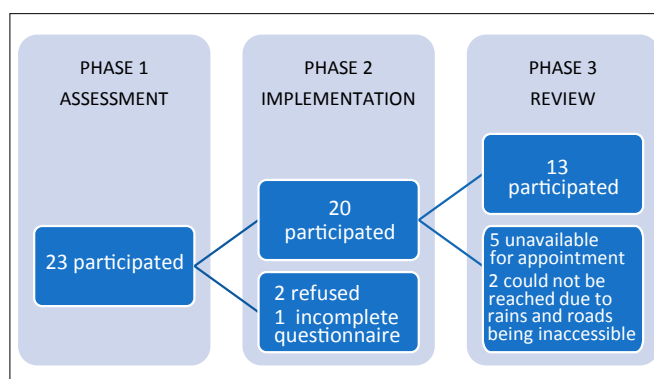 PHASE 1
ASSESSMENT
23 participated
PHASE 2
IMPLEMENTATION
20
participated
2 refused
1 incomplete
questionnaire
PHASE 3
REVIEW
13
participated
5 unavailable
for appointment
2 could not be
reached due to
rains and roads
being inaccessible